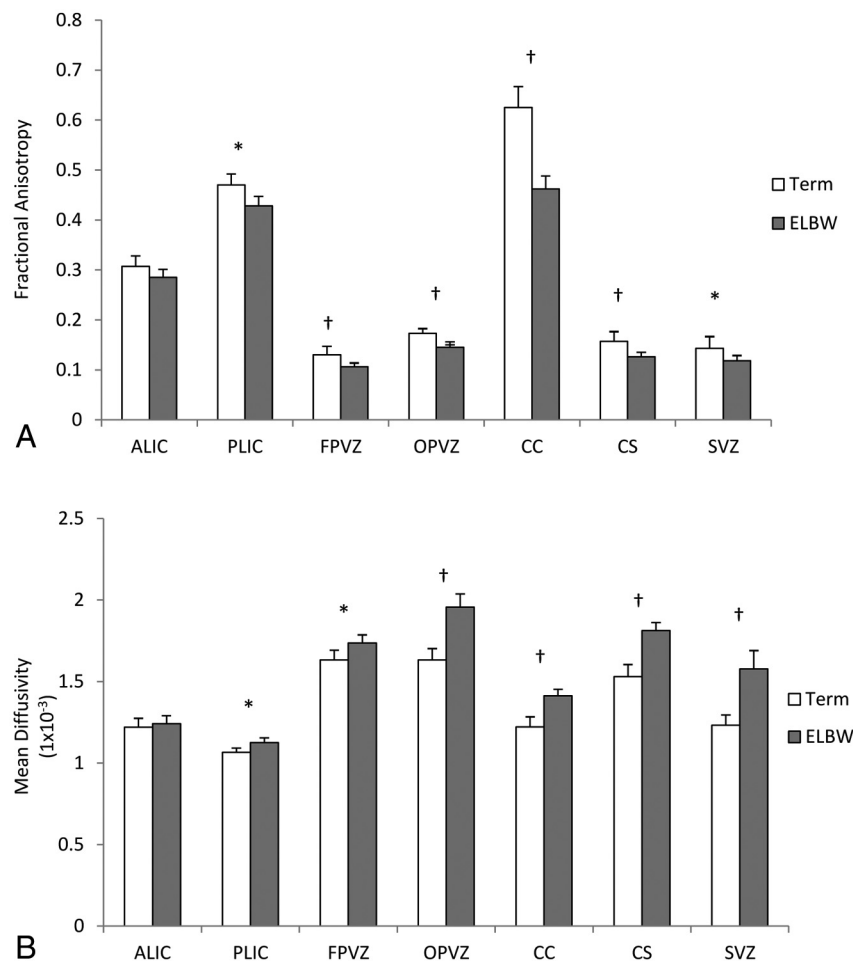 0.8
0.7
0.6
0.5
0.4
0.3
0.2
0.1
0
Fractional Anisotropy
*
†
†
†
†
*
Term
ELBW
A
ALIC PLIC FPVZ OPVZ CC CS SVZ
2.5
2
1.5
1
0.5
0
Mean Diffusivity
(1x10⁻³)
*
*
†
†
†
†
Term
ELBW
B
ALIC PLIC FPVZ OPVZ CC CS SVZ